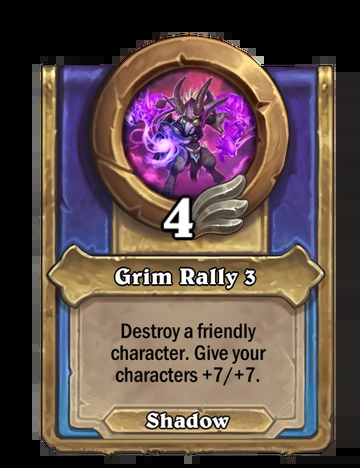 4
Grim Rally 3
Destroy a friendly
character. Give your
characters +7/+7.
Shadow